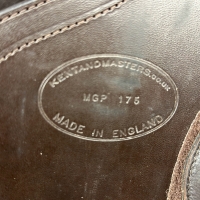 KENTANDMASTERS.co.uk
MGP 175
MADE IN ENGLAND